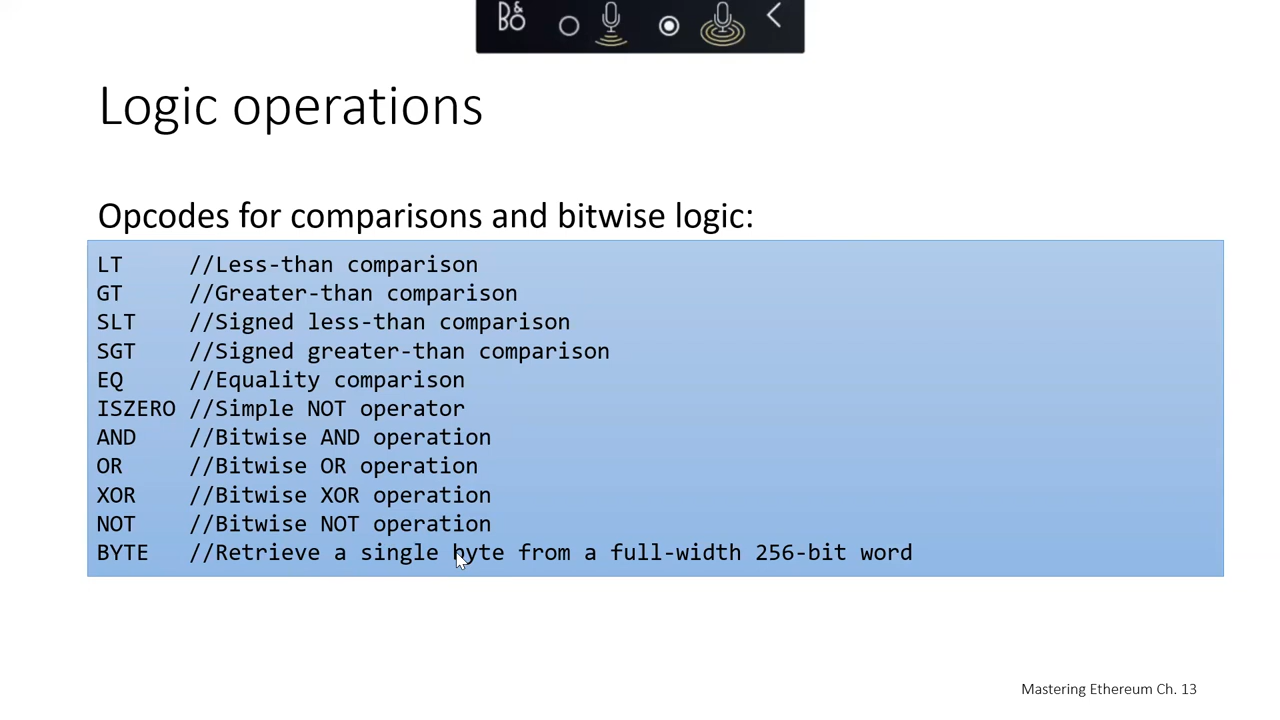 B&O
Logic operations
Opcodes for comparisons and bitwise logic:
LT //Less-than comparison
GT //Greater-than comparison
SLT //Signed less-than comparison
SGT //Signed greater-than comparison
EQ //Equality comparison
ISZERO //Simple NOT operator
AND //Bitwise AND operation
OR //Bitwise OR operation
XOR //Bitwise XOR operation
NOT //Bitwise NOT operation
BYTE //Retrieve a single byte from a full-width 256-bit word
Mastering Ethereum Ch. 13